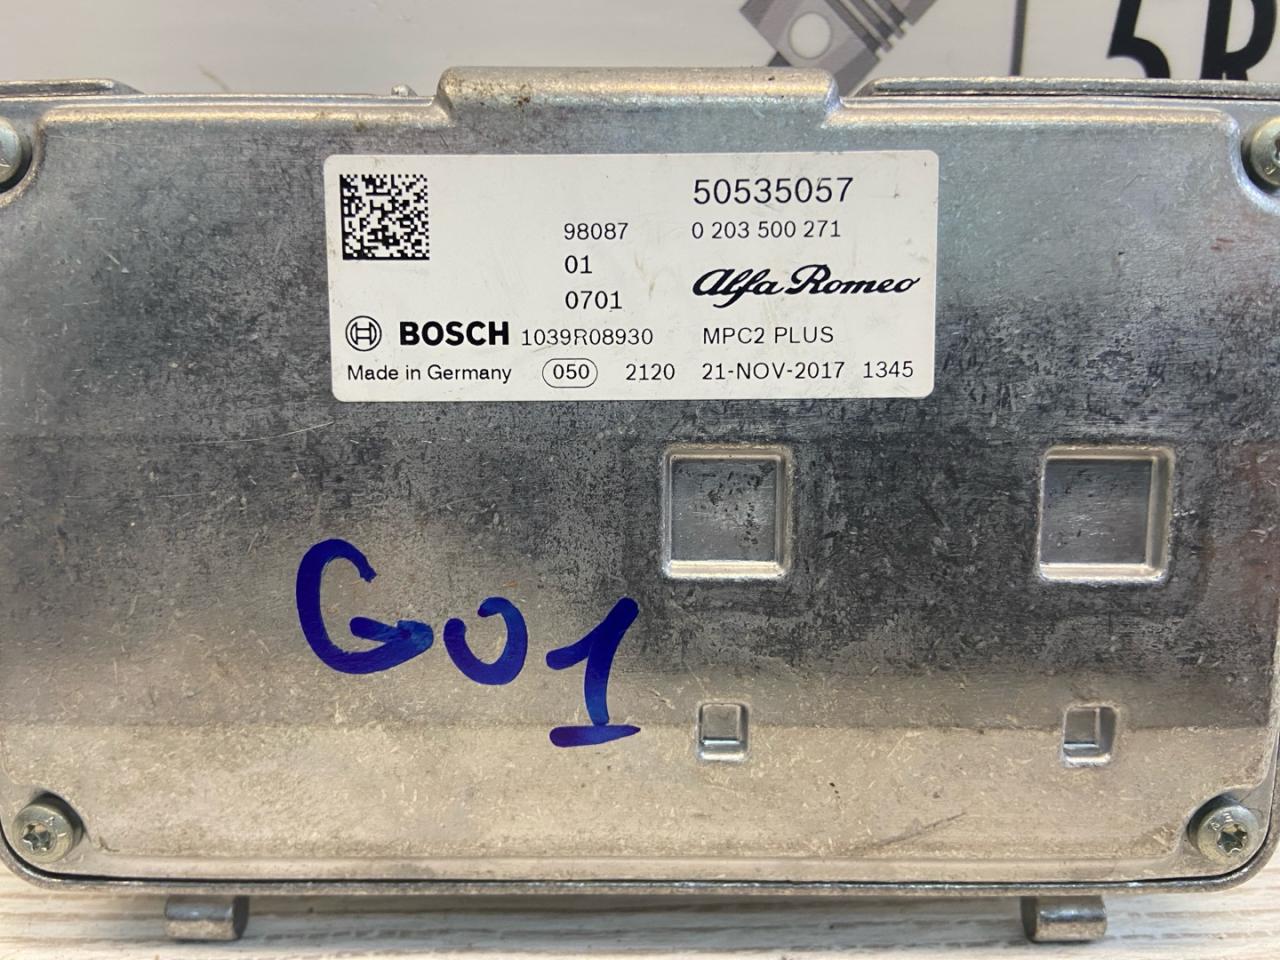 5R
50535057
98087 0 203 500 271
01
Alfa Romeo
0701
BOSCH 1039R08930 MPC2 PLUS
Made in Germany 050 2120 21-NOV-2017 1345
G01